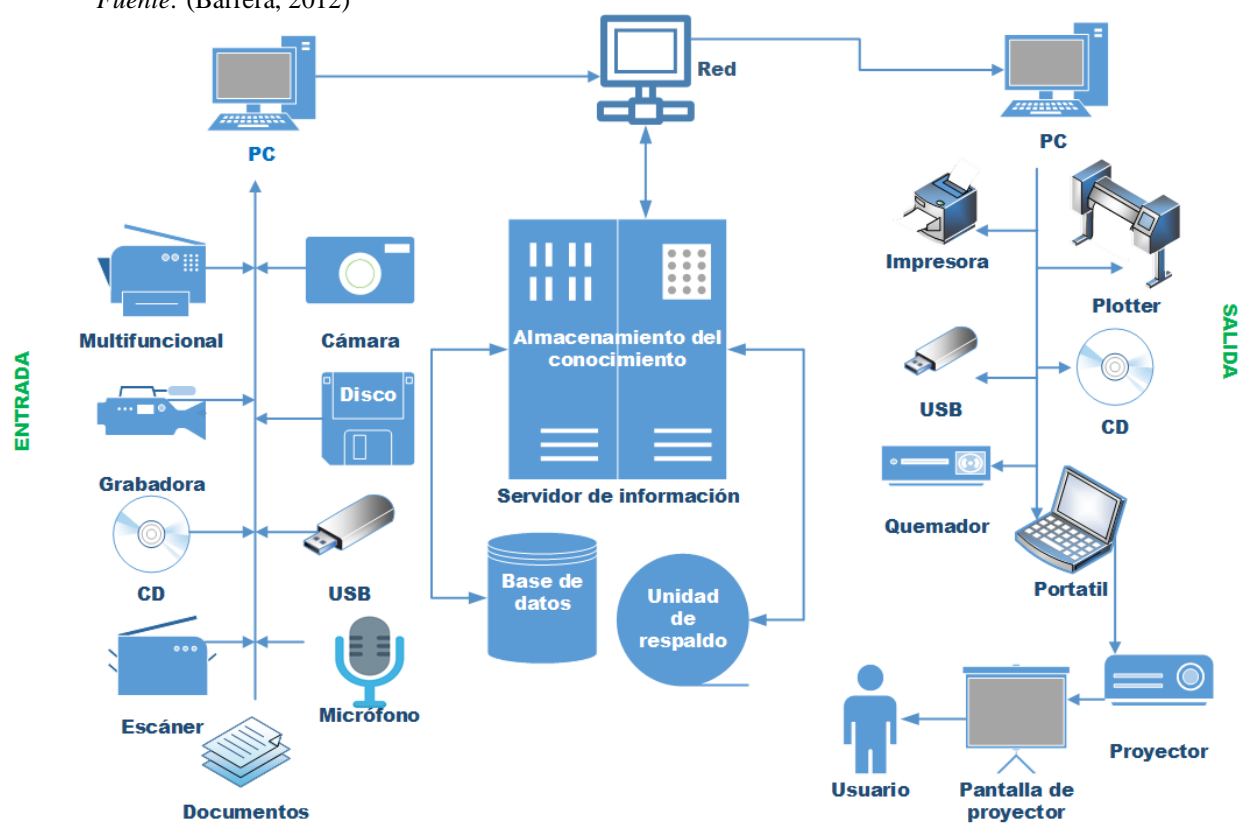 Fuente: (Barrera, 2012)
Red
PC
PC
Impresora
Plotter
Multifuncional
Cámara
Almacenamiento del
conocimiento
ENTRADA
SALIDA
Disco
USB
CD
Grabadora
Servidor de información
Quemador
CD
USB
Base de
datos
Unidad
de
respaldo
Portatil
Escáner
Micrófono
Documentos
Usuario
Pantalla de
proyector
Proyector